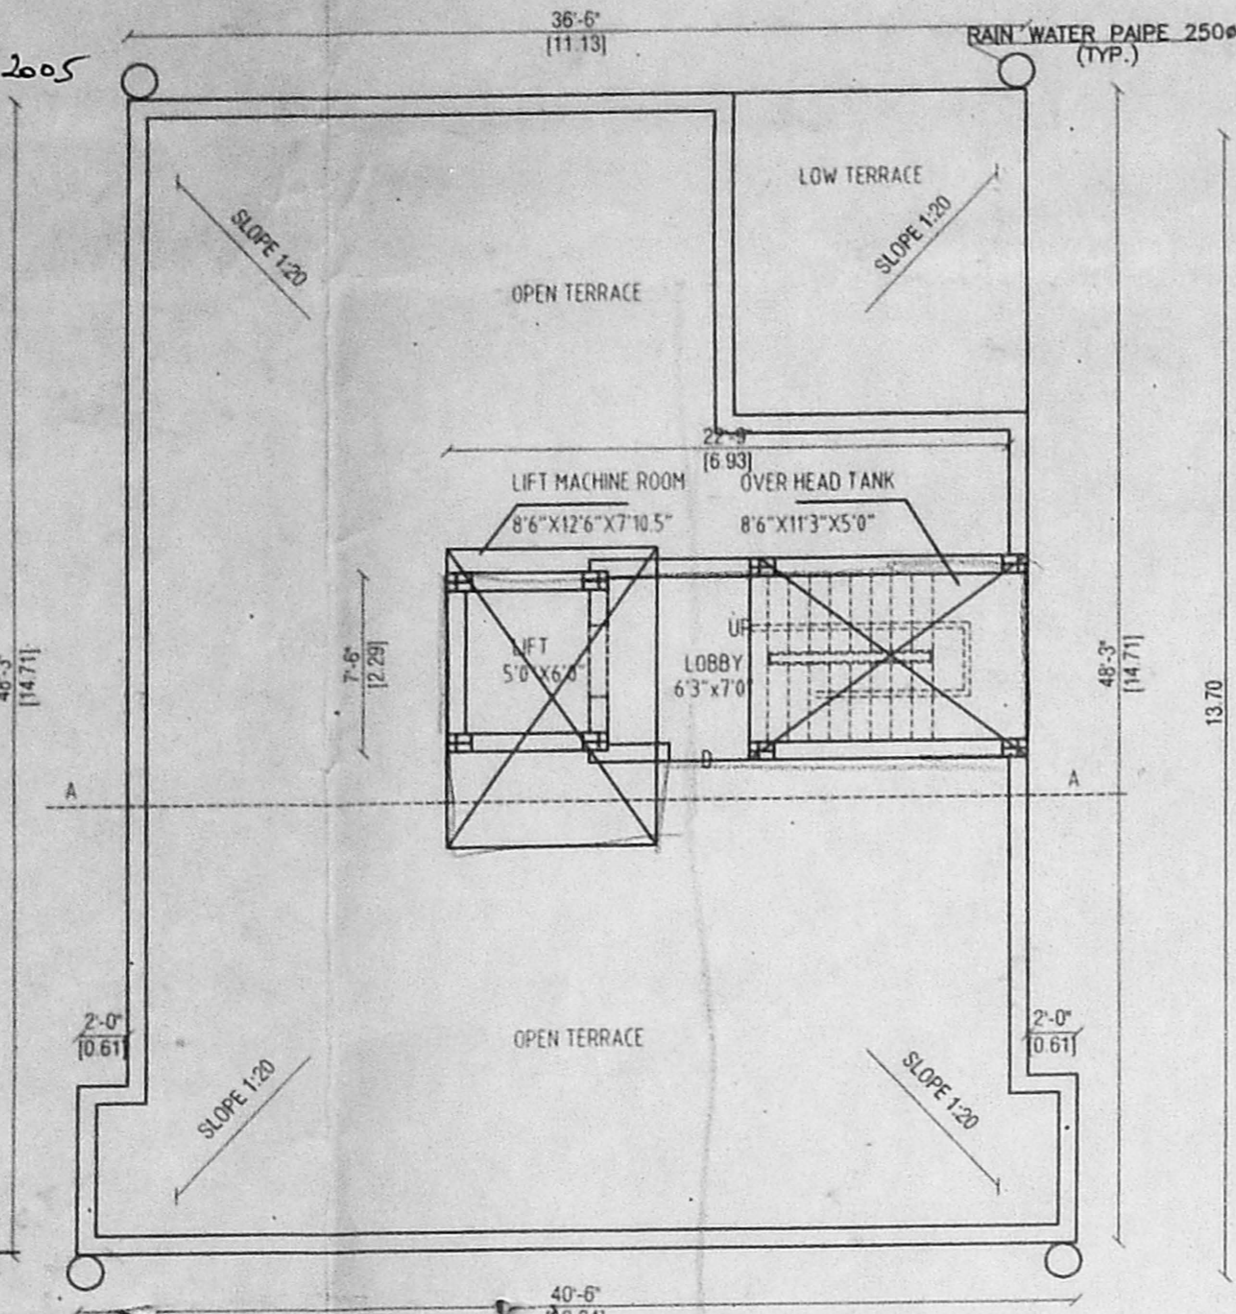 36'-6"
[11.13]
RAIN WATER PAIPE 250ø
(TYP.)
2005
LOW TERRACE
SLOPE 1:20
SLOPE 1:20
OPEN TERRACE
22'-9"
[6.93]
LIFT MACHINE ROOM
8'6"X12'6"X7'10.5"
OVER HEAD TANK
8'6"X11'3"X5'0"
48'-3"
[14.71]
7'-6"
[2.29]
LIFT
5'0"X6'0"
UP
LOBBY
6'3"x7'0"
D
48'-3"
[14.71]
13.70
A
A
2'-0"
[0.61]
2'-0"
[0.61]
OPEN TERRACE
SLOPE 1:20
SLOPE 1:20
40'-6"